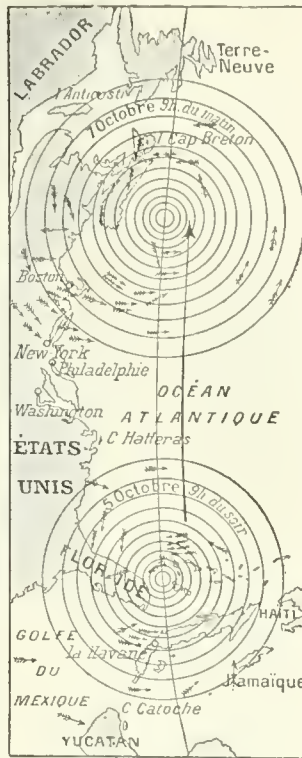 LABRADOR
Terre-
Neuve
I Anticosti
7 Octobre 9h du matin
I Cap Breton
Boston
New York
Philadelphie
Washington
OCÉAN
ATLANTIQUE
C Hatteras
ÉTATS
UNIS
5 Octobre 9h du soir
FLORIDE
HAÏTI
GOLFE
La Havane
DU
Jamaïque
MEXIQUE
C Catoche
YUCATAN